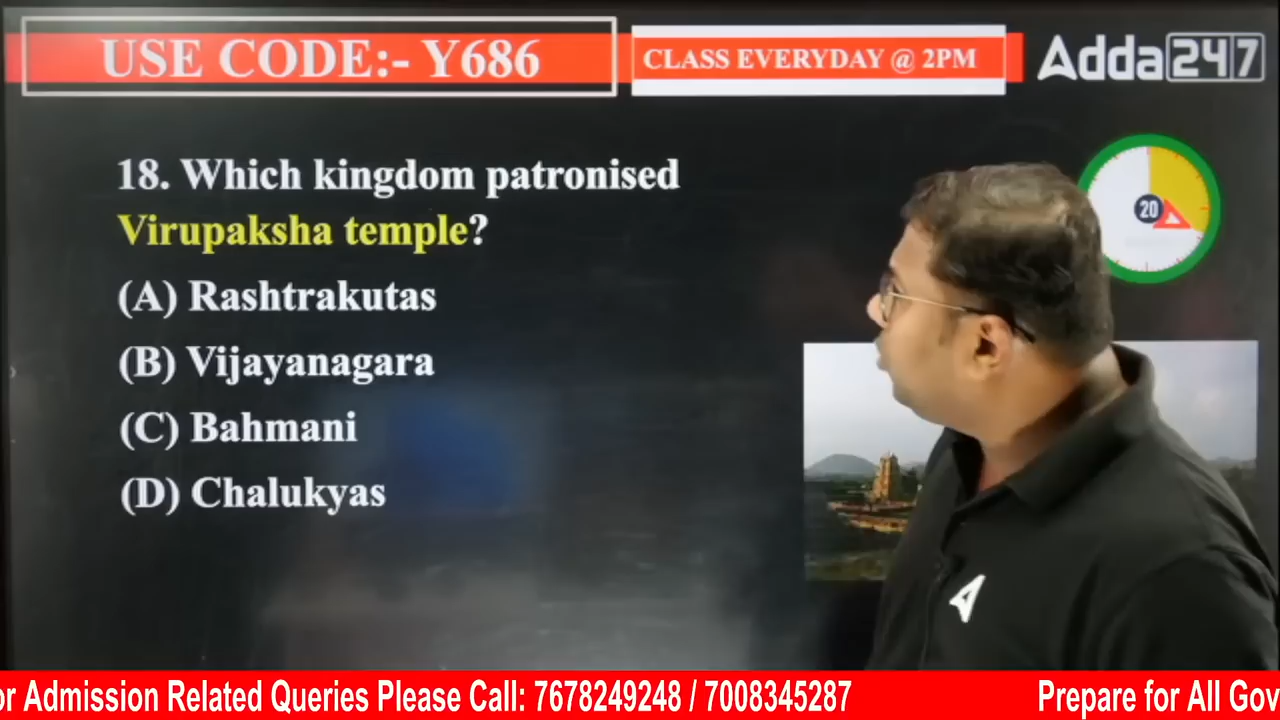 USE CODE:- Y686
CLASS EVERYDAY @ 2PM
Adda247
18. Which kingdom patronised
Virupaksha temple?
20
(A) Rashtrakutas
(B) Vijayanagara
(C) Bahmani
(D) Chalukyas
or Admission Related Queries Please Call: 7678249248 / 7008345287
Prepare for All Gov